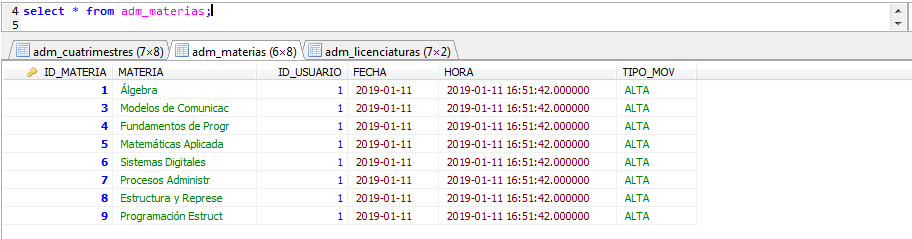 4 select * from adm_materias;
5
adm_cuatrimestres (7×8) adm_materias (6×8) adm_licenciaturas (7×2)
ID_MATERIA MATERIA ID_USUARIO FECHA HORA TIPO_MOV
1 Álgebra 1 2019-01-11 2019-01-11 16:51:42.000000 ALTA
3 Modelos de Comunicac 1 2019-01-11 2019-01-11 16:51:42.000000 ALTA
4 Fundamentos de Progr 1 2019-01-11 2019-01-11 16:51:42.000000 ALTA
5 Matemáticas Aplicada 1 2019-01-11 2019-01-11 16:51:42.000000 ALTA
6 Sistemas Digitales 1 2019-01-11 2019-01-11 16:51:42.000000 ALTA
7 Procesos Administr 1 2019-01-11 2019-01-11 16:51:42.000000 ALTA
8 Estructura y Represe 1 2019-01-11 2019-01-11 16:51:42.000000 ALTA
9 Programación Estruct 1 2019-01-11 2019-01-11 16:51:42.000000 ALTA